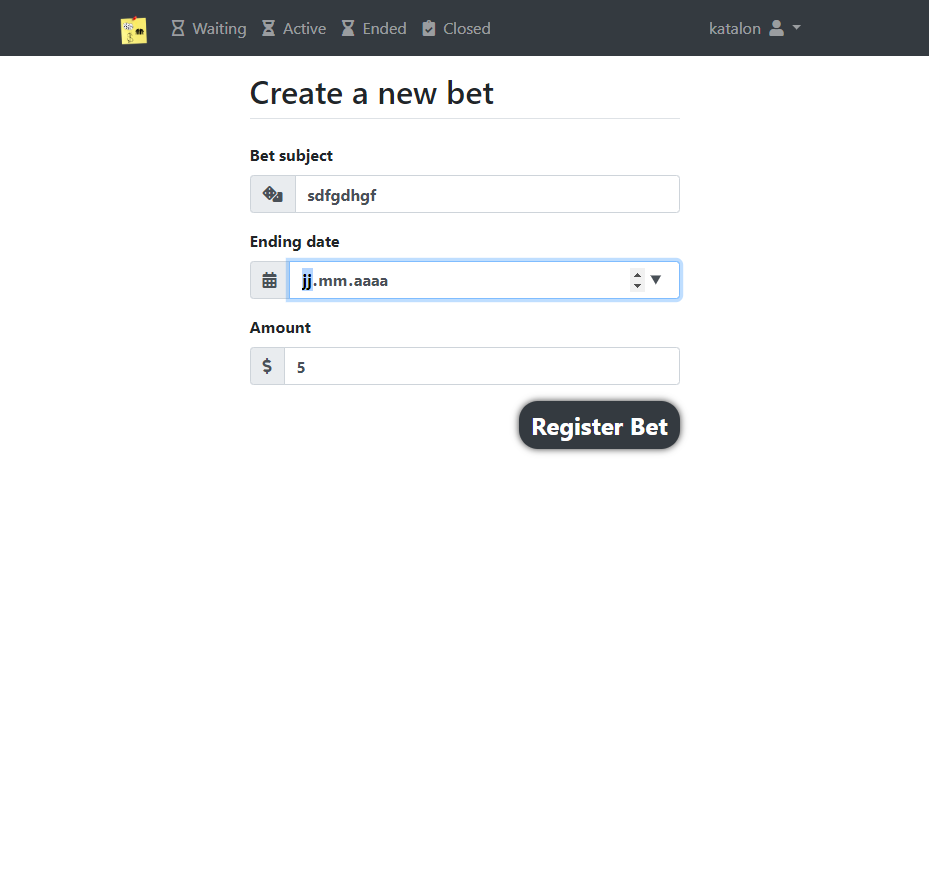 Waiting Active Ended Closed katalon
Create a new bet
Bet subject
sdfgdhgf
Ending date
jj.mm.aaaa
Amount
$ 5
Register Bet